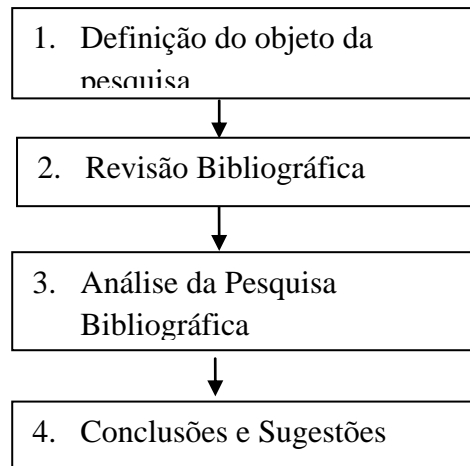 1. Definição do objeto da
pesquisa
2. Revisão Bibliográfica
3. Análise da Pesquisa
Bibliográfica
4. Conclusões e Sugestões